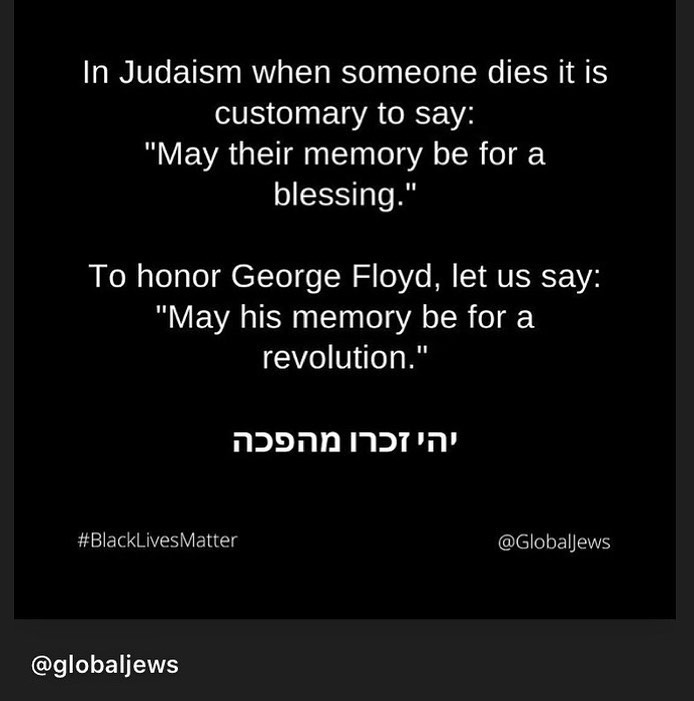 In Judaism when someone dies it is
customary to say:
"May their memory be for a
blessing."
To honor George Floyd, let us say:
"May his memory be for a
revolution."
יהי זכרו מהפכה
#BlackLivesMatter
@GlobalJews
@globaljews